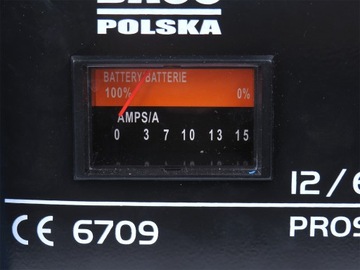 POLSKA
BATTERY BATTERIE
100% 0%
AMPS/A
0 3 7 10 13 15
12/6
CE 6709
PROS